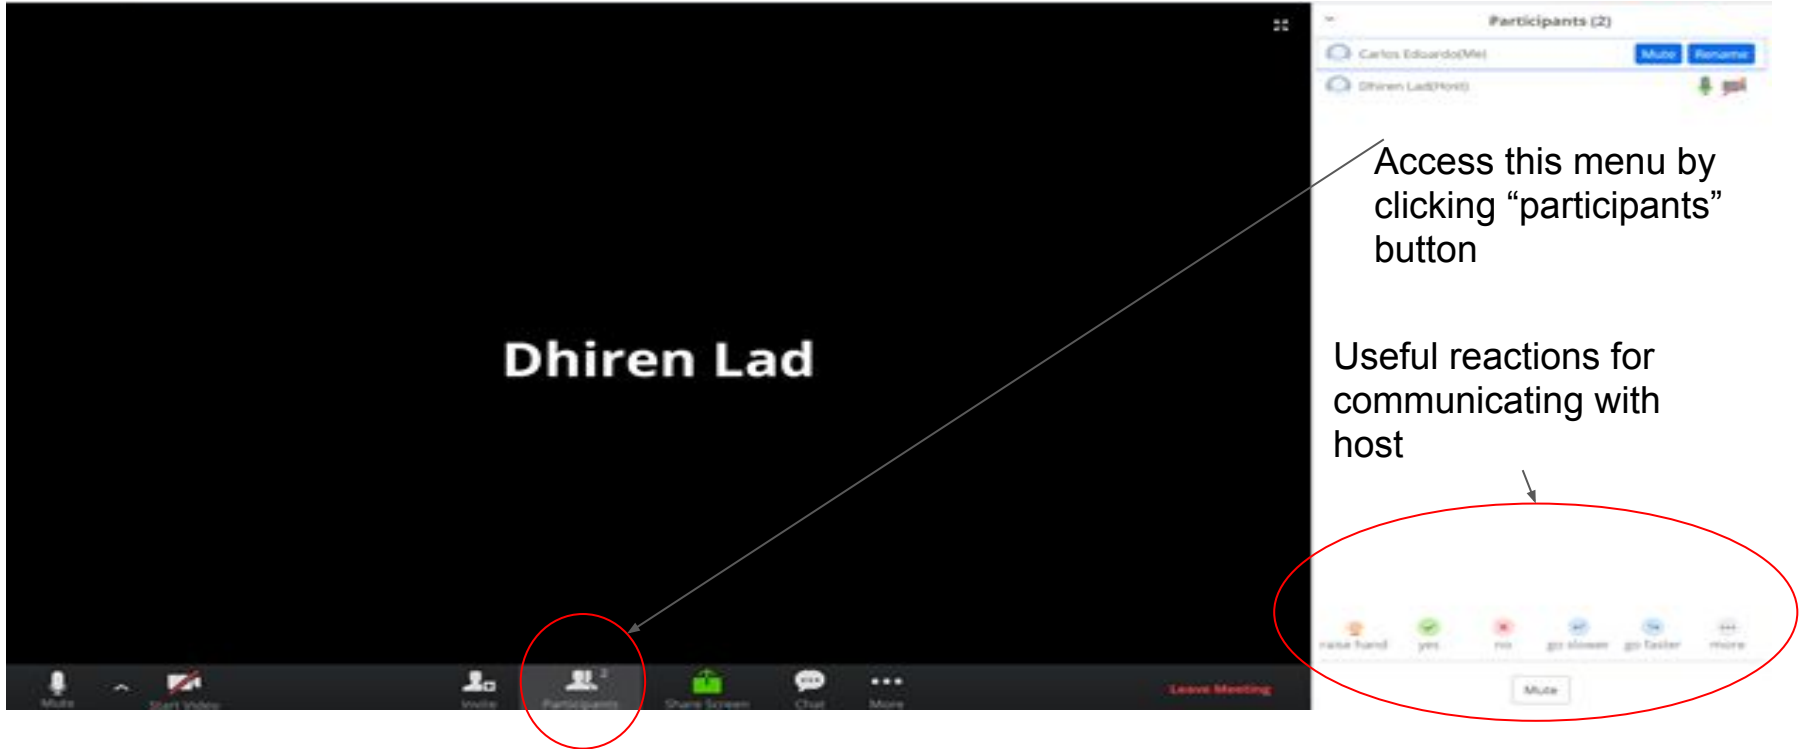 Participants (2)
Carlos Eduardo(Me) Mute Rename
Dhiren Lad(Host)
Access this menu by
clicking “participants”
button
Dhiren Lad
Useful reactions for
communicating with
host
raise hand yes no go slower go faster more
Mute
Mute Start Video Invite Participants 2 Share Screen Chat More Leave Meeting